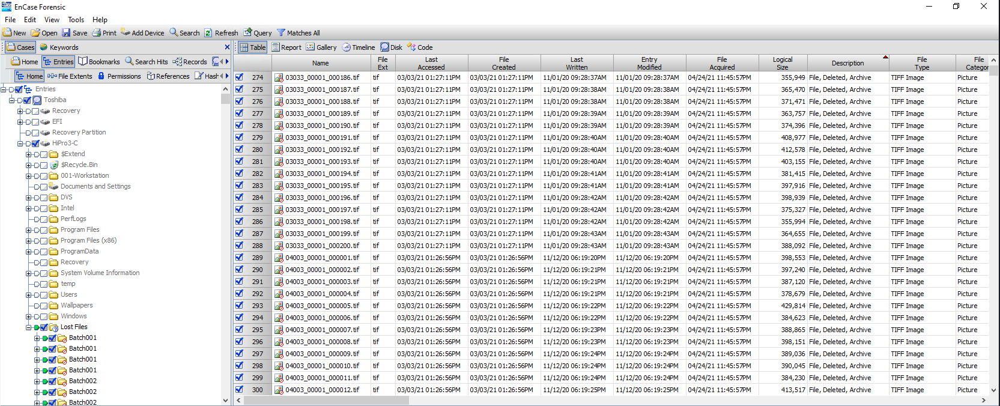 EnCase Forensic
File Edit View Tools Help
New Open Save Print Add Device Search Refresh Query Matches All
Cases Keywords
Home Entries Bookmarks Search Hits Records
Home File Extents Permissions References Hash
Entries
Toshiba
Recovery
EFI
Recovery Partition
HiPro3-C
$Extend
$Recycle.Bin
001-Workstation
Documents and Settings
DVS
Intel
PerfLogs
Program Files
Program Files (x86)
ProgramData
Recovery
System Volume Information
temp
Users
Wallpapers
Windows
Lost Files
Batch001
Batch001
Batch001
Batch001
Batch002
Batch002
Batch002
Table Report Gallery Timeline Disk Code
Name File Ext Last Accessed File Created Last Written Entry Modified File Acquired Logical Size Description File Type File Categor
274 03033_00001_000186.tif tif 03/03/21 01:27:11PM 03/03/21 01:27:11PM 11/01/20 09:28:37AM 11/01/20 09:28:37AM 04/24/21 11:45:57PM 355,949 File, Deleted, Archive TIFF Image Picture
275 03033_00001_000187.tif tif 03/03/21 01:27:11PM 03/03/21 01:27:11PM 11/01/20 09:28:38AM 11/01/20 09:28:38AM 04/24/21 11:45:57PM 365,470 File, Deleted, Archive TIFF Image Picture
276 03033_00001_000188.tif tif 03/03/21 01:27:11PM 03/03/21 01:27:11PM 11/01/20 09:28:38AM 11/01/20 09:28:38AM 04/24/21 11:45:57PM 371,471 File, Deleted, Archive TIFF Image Picture
277 03033_00001_000189.tif tif 03/03/21 01:27:11PM 03/03/21 01:27:11PM 11/01/20 09:28:39AM 11/01/20 09:28:39AM 04/24/21 11:45:57PM 363,757 File, Deleted, Archive TIFF Image Picture
278 03033_00001_000190.tif tif 03/03/21 01:27:11PM 03/03/21 01:27:11PM 11/01/20 09:28:39AM 11/01/20 09:28:39AM 04/24/21 11:45:57PM 374,396 File, Deleted, Archive TIFF Image Picture
279 03033_00001_000191.tif tif 03/03/21 01:27:11PM 03/03/21 01:27:11PM 11/01/20 09:28:40AM 11/01/20 09:28:40AM 04/24/21 11:45:57PM 408,977 File, Deleted, Archive TIFF Image Picture
280 03033_00001_000192.tif tif 03/03/21 01:27:11PM 03/03/21 01:27:11PM 11/01/20 09:28:40AM 11/01/20 09:28:40AM 04/24/21 11:45:57PM 412,578 File, Deleted, Archive TIFF Image Picture
281 03033_00001_000193.tif tif 03/03/21 01:27:11PM 03/03/21 01:27:11PM 11/01/20 09:28:40AM 11/01/20 09:28:40AM 04/24/21 11:45:57PM 403,155 File, Deleted, Archive TIFF Image Picture
282 03033_00001_000194.tif tif 03/03/21 01:27:11PM 03/03/21 01:27:11PM 11/01/20 09:28:41AM 11/01/20 09:28:41AM 04/24/21 11:45:57PM 381,415 File, Deleted, Archive TIFF Image Picture
283 03033_00001_000195.tif tif 03/03/21 01:27:11PM 03/03/21 01:27:11PM 11/01/20 09:28:41AM 11/01/20 09:28:41AM 04/24/21 11:45:57PM 397,916 File, Deleted, Archive TIFF Image Picture
284 03033_00001_000196.tif tif 03/03/21 01:27:11PM 03/03/21 01:27:11PM 11/01/20 09:28:42AM 11/01/20 09:28:42AM 04/24/21 11:45:57PM 398,939 File, Deleted, Archive TIFF Image Picture
285 03033_00001_000197.tif tif 03/03/21 01:27:11PM 03/03/21 01:27:11PM 11/01/20 09:28:42AM 11/01/20 09:28:42AM 04/24/21 11:45:57PM 375,327 File, Deleted, Archive TIFF Image Picture
286 03033_00001_000198.tif tif 03/03/21 01:27:11PM 03/03/21 01:27:11PM 11/01/20 09:28:42AM 11/01/20 09:28:42AM 04/24/21 11:45:57PM 355,994 File, Deleted, Archive TIFF Image Picture
287 03033_00001_000199.tif tif 03/03/21 01:27:11PM 03/03/21 01:27:11PM 11/01/20 09:28:43AM 11/01/20 09:28:43AM 04/24/21 11:45:57PM 364,655 File, Deleted, Archive TIFF Image Picture
288 03033_00001_000200.tif tif 03/03/21 01:27:11PM 03/03/21 01:27:11PM 11/01/20 09:28:43AM 11/01/20 09:28:43AM 04/24/21 11:45:57PM 388,092 File, Deleted, Archive TIFF Image Picture
289 04003_00001_000001.tif tif 03/03/21 01:26:56PM 03/03/21 01:26:56PM 11/12/20 06:19:20PM 11/12/20 06:19:20PM 04/24/21 11:45:57PM 398,553 File, Deleted, Archive TIFF Image Picture
290 04003_00001_000002.tif tif 03/03/21 01:26:56PM 03/03/21 01:26:56PM 11/12/20 06:19:21PM 11/12/20 06:19:21PM 04/24/21 11:45:57PM 397,240 File, Deleted, Archive TIFF Image Picture
291 04003_00001_000003.tif tif 03/03/21 01:26:56PM 03/03/21 01:26:56PM 11/12/20 06:19:21PM 11/12/20 06:19:21PM 04/24/21 11:45:57PM 387,120 File, Deleted, Archive TIFF Image Picture
292 04003_00001_000004.tif tif 03/03/21 01:26:56PM 03/03/21 01:26:56PM 11/12/20 06:19:21PM 11/12/20 06:19:21PM 04/24/21 11:45:57PM 378,679 File, Deleted, Archive TIFF Image Picture
293 04003_00001_000005.tif tif 03/03/21 01:26:56PM 03/03/21 01:26:56PM 11/12/20 06:19:22PM 11/12/20 06:19:22PM 04/24/21 11:45:57PM 429,814 File, Deleted, Archive TIFF Image Picture
294 04003_00001_000006.tif tif 03/03/21 01:26:56PM 03/03/21 01:26:56PM 11/12/20 06:19:22PM 11/12/20 06:19:22PM 04/24/21 11:45:57PM 384,623 File, Deleted, Archive TIFF Image Picture
295 04003_00001_000007.tif tif 03/03/21 01:26:56PM 03/03/21 01:26:56PM 11/12/20 06:19:23PM 11/12/20 06:19:23PM 04/24/21 11:45:57PM 388,865 File, Deleted, Archive TIFF Image Picture
296 04003_00001_000008.tif tif 03/03/21 01:26:56PM 03/03/21 01:26:56PM 11/12/20 06:19:23PM 11/12/20 06:19:23PM 04/24/21 11:45:57PM 398,151 File, Deleted, Archive TIFF Image Picture
297 04003_00001_000009.tif tif 03/03/21 01:26:56PM 03/03/21 01:26:56PM 11/12/20 06:19:24PM 11/12/20 06:19:24PM 04/24/21 11:45:57PM 389,036 File, Deleted, Archive TIFF Image Picture
298 04003_00001_000010.tif tif 03/03/21 01:26:56PM 03/03/21 01:26:56PM 11/12/20 06:19:24PM 11/12/20 06:19:24PM 04/24/21 11:45:57PM 390,045 File, Deleted, Archive TIFF Image Picture
299 04003_00001_000011.tif tif 03/03/21 01:26:56PM 03/03/21 01:26:56PM 11/12/20 06:19:24PM 11/12/20 06:19:24PM 04/24/21 11:45:57PM 384,230 File, Deleted, Archive TIFF Image Picture
300 04003_00001_000012.tif tif 03/03/21 01:26:56PM 03/03/21 01:26:56PM 11/12/20 06:19:25PM 11/12/20 06:19:25PM 04/24/21 11:45:57PM 413,517 File, Deleted, Archive TIFF Image Picture